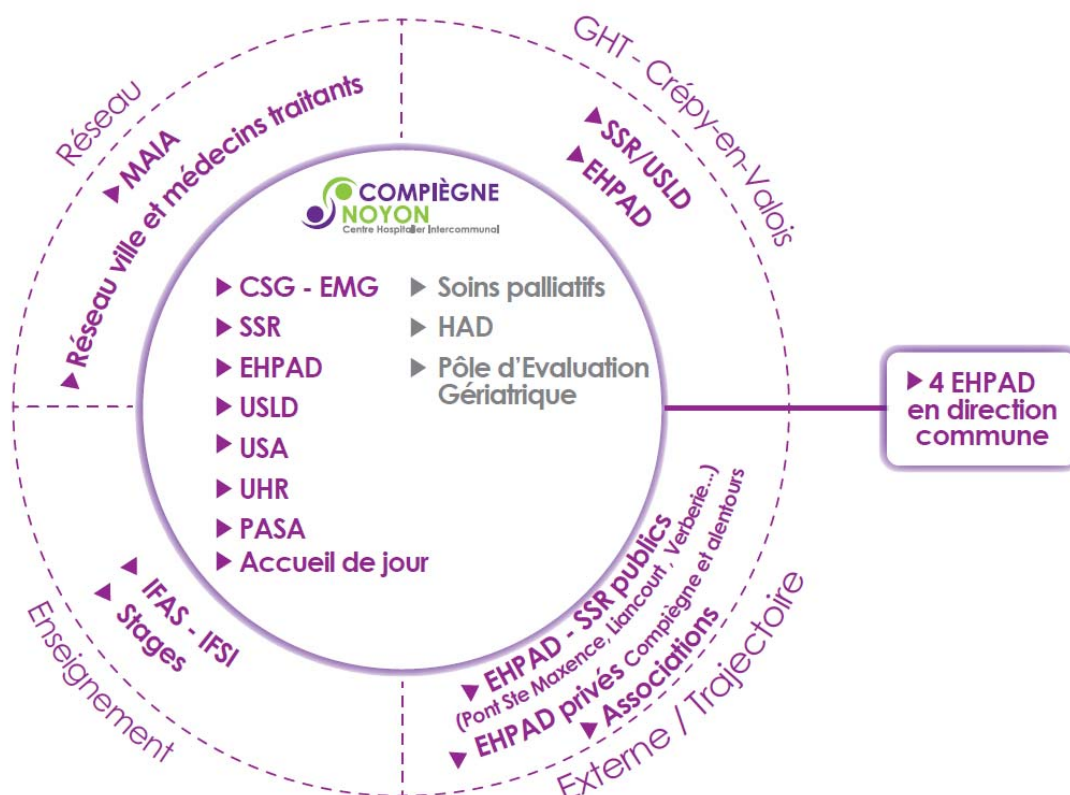 Réseau
MAIA
Réseau ville et médecins traitants
GHT - Crépy-en-Valois
SSR/USLD
EHPAD
COMPIÈGNE
NOYON
Centre Hospitalier Intercommunal
CSG - EMG
SSR
EHPAD
USLD
USA
UHR
PASA
Accueil de jour
Soins palliatifs
HAD
Pôle d'Evaluation
Gériatrique
4 EHPAD
en direction
commune
Enseignement
IFAS - IFSI
Stages
EHPAD - SSR publics
(Pont Ste Maxence, Liancourt, Verberie...)
EHPAD privés Compiègne et alentours
Associations
Externe / Trajectoire